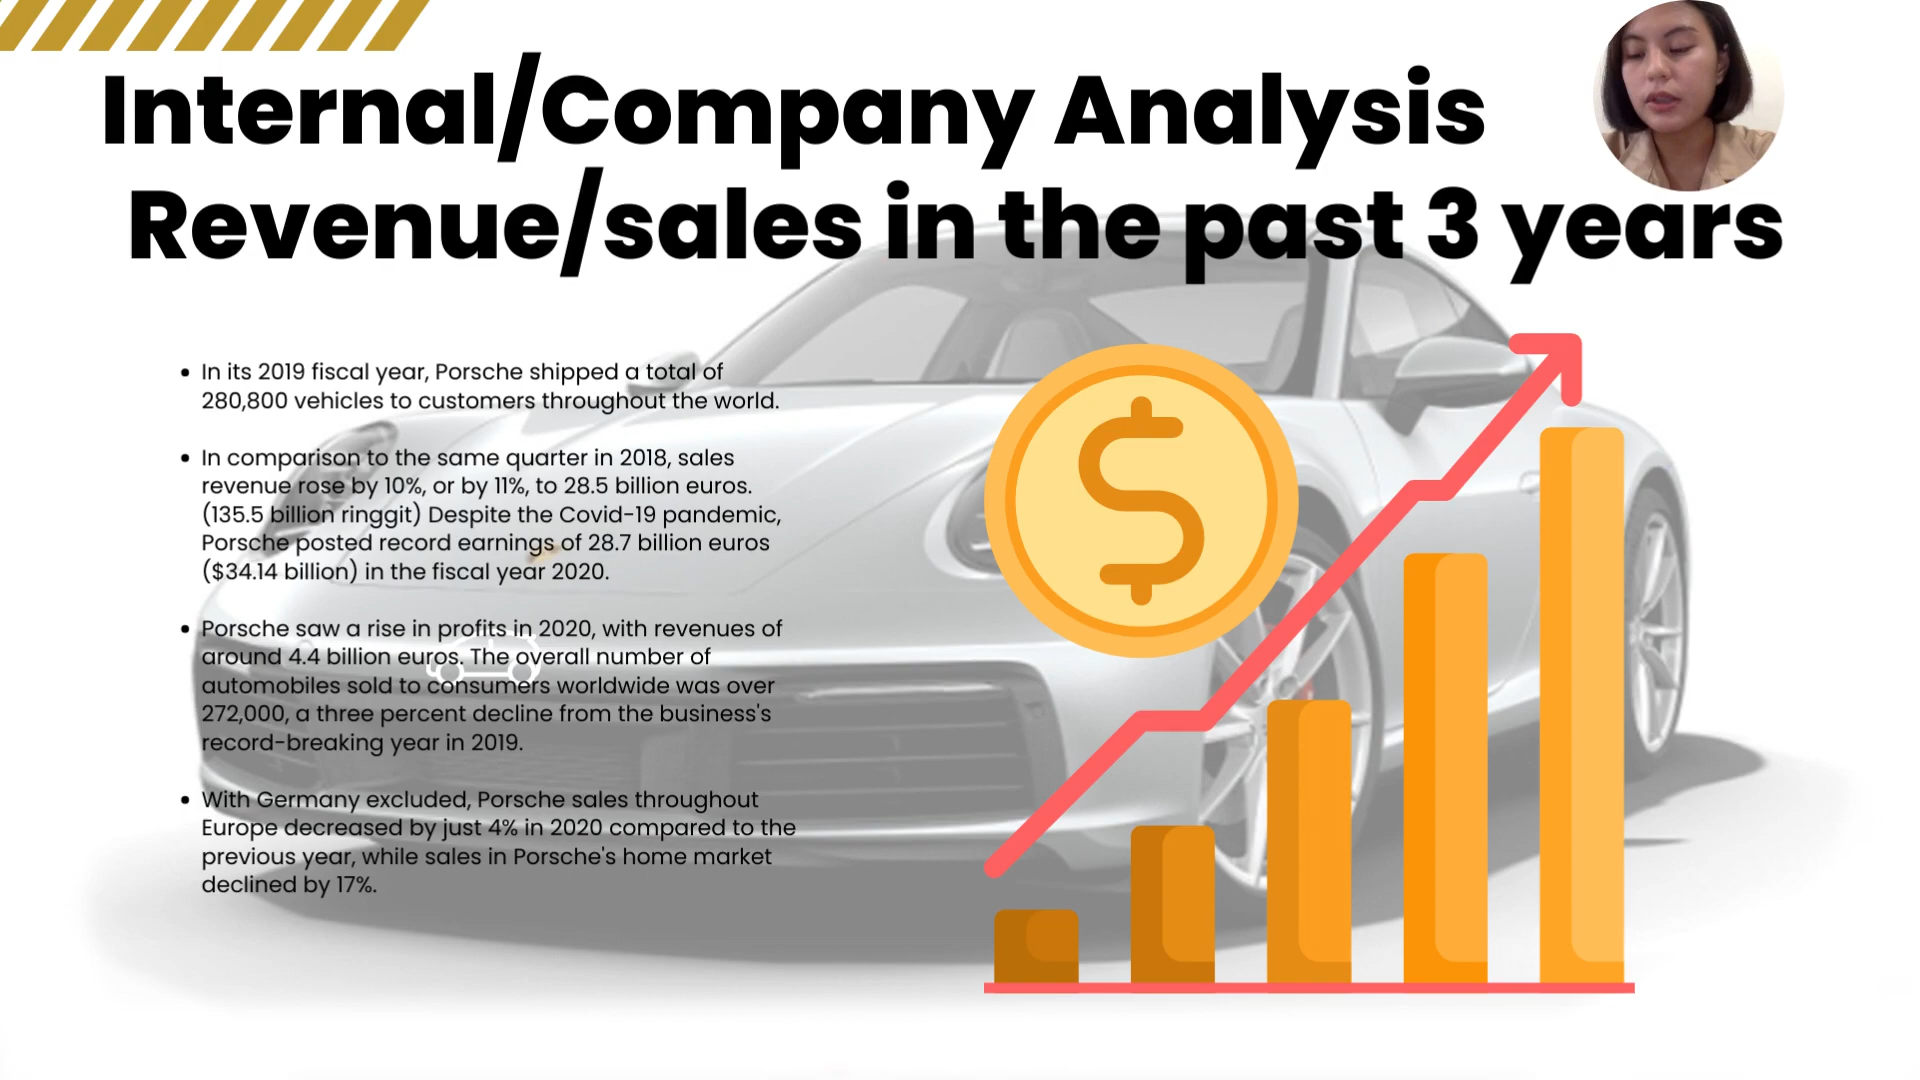 Internal/Company Analysis
Revenue/sales in the past 3 years
• In its 2019 fiscal year, Porsche shipped a total of
280,800 vehicles to customers throughout the world.
• In comparison to the same quarter in 2018, sales
revenue rose by 10%, or by 11%, to 28.5 billion euros.
(135.5 billion ringgit) Despite the Covid-19 pandemic,
Porsche posted record earnings of 28.7 billion euros
($34.14 billion) in the fiscal year 2020.
• Porsche saw a rise in profits in 2020, with revenues of
around 4.4 billion euros. The overall number of
automobiles sold to consumers worldwide was over
272,000, a three percent decline from the business's
record-breaking year in 2019.
• With Germany excluded, Porsche sales throughout
Europe decreased by just 4% in 2020 compared to the
previous year, while sales in Porsche's home market
declined by 17%.
$